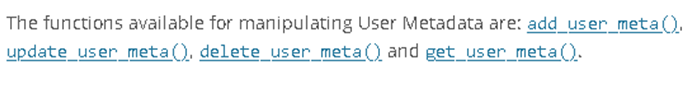 The functions available for manipulating User Metadata are: add_user_meta(),
update_user_meta(), delete_user_meta() and get_user_meta().